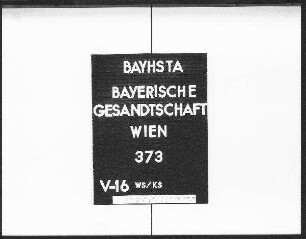 BAYHSTA
BAYERISCHE
GESANDTSCHAFT
WIEN
373
V-16 WS/KS